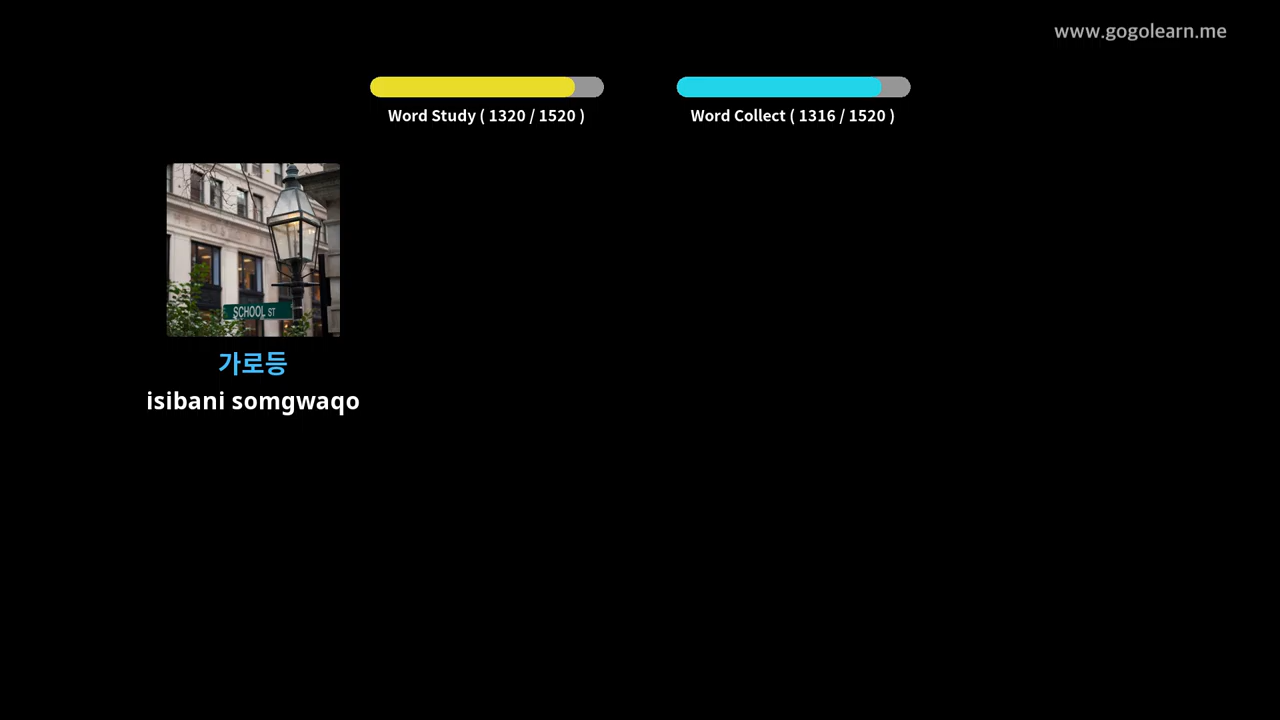 www.gogolearn.me
Word Study ( 1320 / 1520 )
Word Collect ( 1316 / 1520 )
SCHOOL ST
가로등
isibani somgwaqo